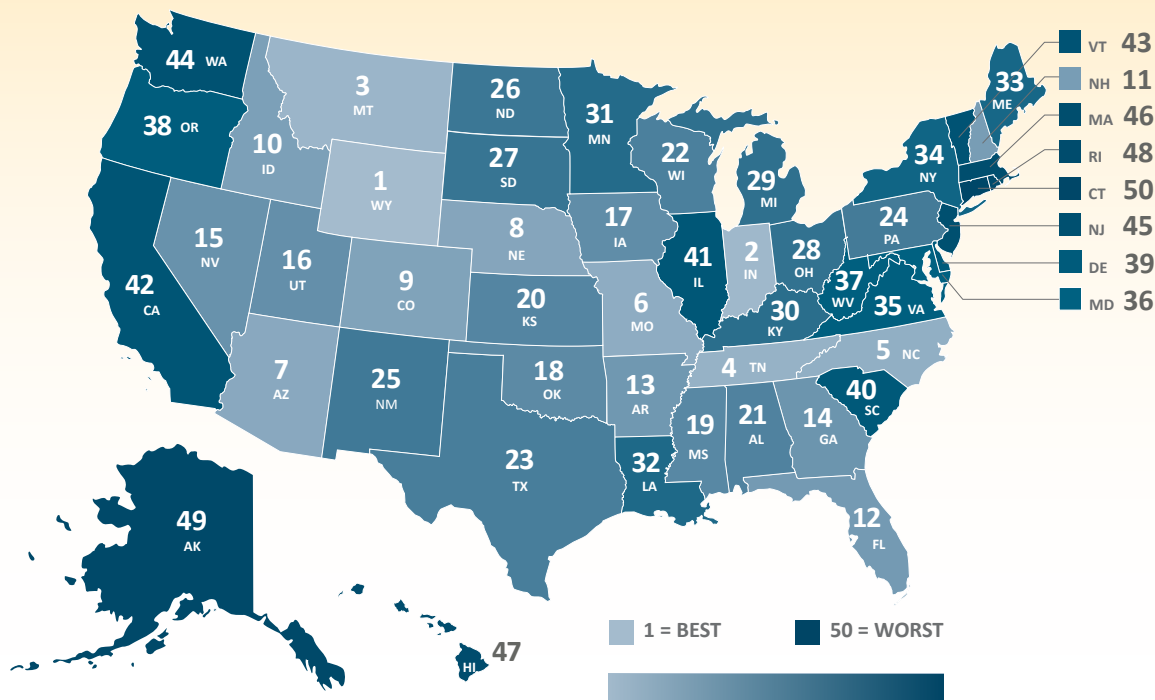 44 WA
3
MT
26
ND
31
MN
33
ME
VT 43
NH 11
MA 46
RI 48
CT 50
NJ 45
DE 39
MD 36
38 OR
10
ID
1
WY
27
SD
22
WI
29
MI
34
NY
24
PA
15
NV
16
UT
9
CO
8
NE
17
IA
41
IL
2
IN
28
OH
37
WV
35 VA
42
CA
20
KS
6
MO
30
KY
5 NC
4 TN
7
AZ
25
NM
18
OK
13
AR
40
SC
19
MS
21
AL
14
GA
23
TX
32
LA
12
FL
49
AK
HI 47
1 = BEST
50 = WORST